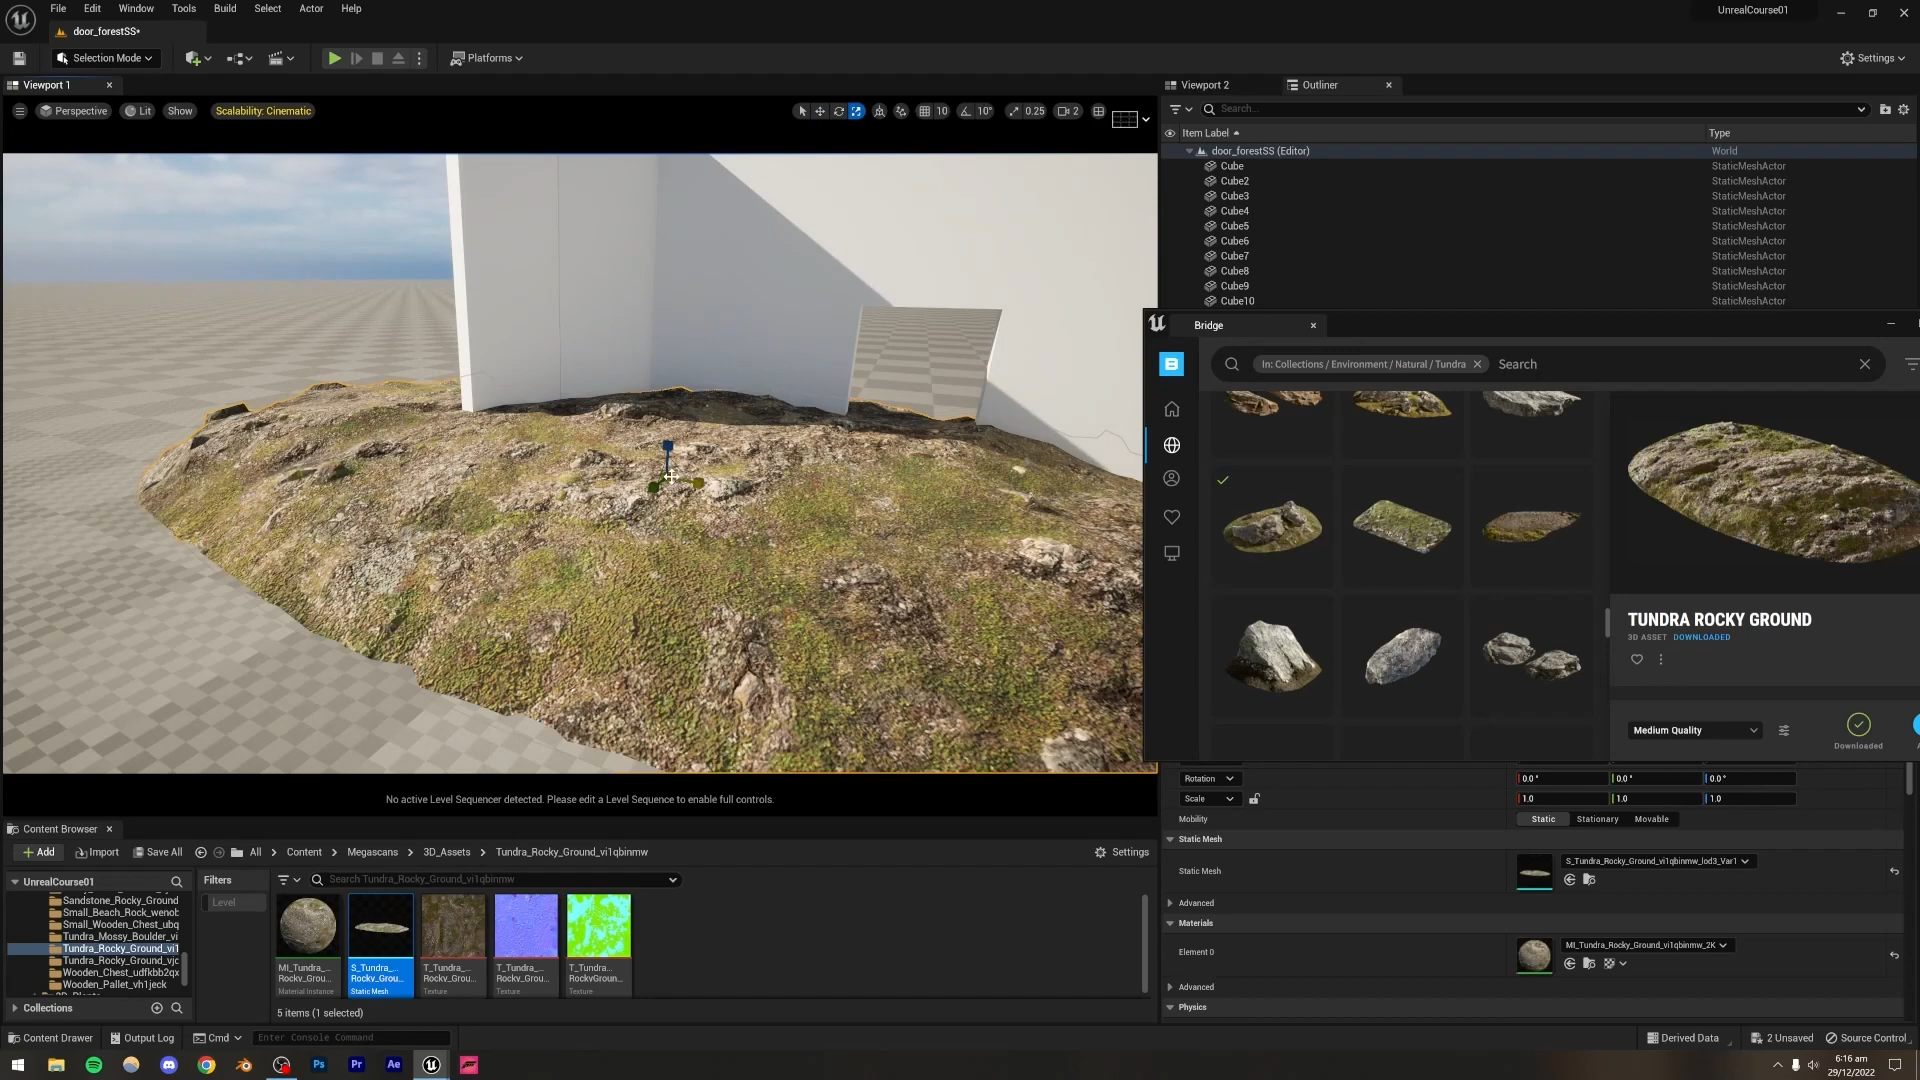 File Edit Window Tools Build Select Actor Help
UnrealCourse01
door_forestSS*
Selection Mode
Platforms
Settings
Viewport 1
Viewport 2
Outliner
Perspective
Lit
Show
Scalability: Cinematic
10
10°
0.25
2
Search...
Item Label
Type
door_forestSS (Editor) World
Cube StaticMeshActor
Cube2 StaticMeshActor
Cube3 StaticMeshActor
Cube4 StaticMeshActor
Cube5 StaticMeshActor
Cube6 StaticMeshActor
Cube7 StaticMeshActor
Cube8 StaticMeshActor
Cube9 StaticMeshActor
Cube10 StaticMeshActor
Bridge
In: Collections / Environment / Natural / Tundra
Search
TUNDRA ROCKY GROUND
3D ASSET DOWNLOADED
Medium Quality
Downloaded
Rotation 0.0° 0.0° 0.0°
Scale 1.0 1.0 1.0
Mobility Static Stationary Movable
Static Mesh
Static Mesh S_Tundra_Rocky_Ground_vi1qbinmw_lod3_Var1
Advanced
Materials
Element 0 MI_Tundra_Rocky_Ground_vi1qbinmw_2K
Advanced
Physics
No active Level Sequencer detected. Please edit a Level Sequence to enable full controls.
Content Browser
Add Import Save All All Content Megascans 3D_Assets Tundra_Rocky_Ground_vi1qbinmw
Settings
UnrealCourse01
Sandstone_Rocky_Ground
Small_Beach_Rock_wenob
Small_Wooden_Chest_ubq
Tundra_Mossy_Boulder_vi
Tundra_Rocky_Ground_vi1
Tundra_Rocky_Ground_vjc
Wooden_Chest_udfkbb2qx
Wooden_Pallet_vh1jeck
Collections
Filters
Level
Search Tundra_Rocky_Ground_vi1qbinmw
MI_Tundra_...
Rocky_Grou...
Material Instance
S_Tundra_...
Rocky_Grou...
Static Mesh
T_Tundra_...
Rocky_Grou...
Texture
T_Tundra_...
Rocky_Grou...
Texture
T_Tundra...
RockyGroun...
Texture
5 items (1 selected)
Content Drawer
Output Log
Cmd
Enter Console Command
Derived Data
2 Unsaved
Source Control
Ps Pr Ae
6:16 am
29/12/2022